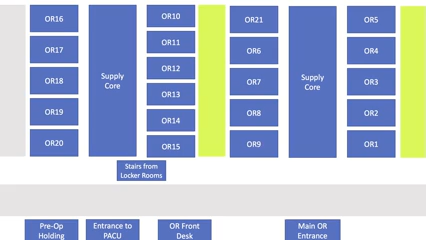 OR16
OR17
OR18
OR19
OR20
Supply
Core
OR10
OR11
OR12
OR13
OR14
OR15
OR21
OR6
OR7
OR8
OR9
Supply
Core
OR5
OR4
OR3
OR2
OR1
Stairs from
Locker Rooms
Pre-Op
Holding
Entrance to
PACU
OR Front
Desk
Main OR
Entrance